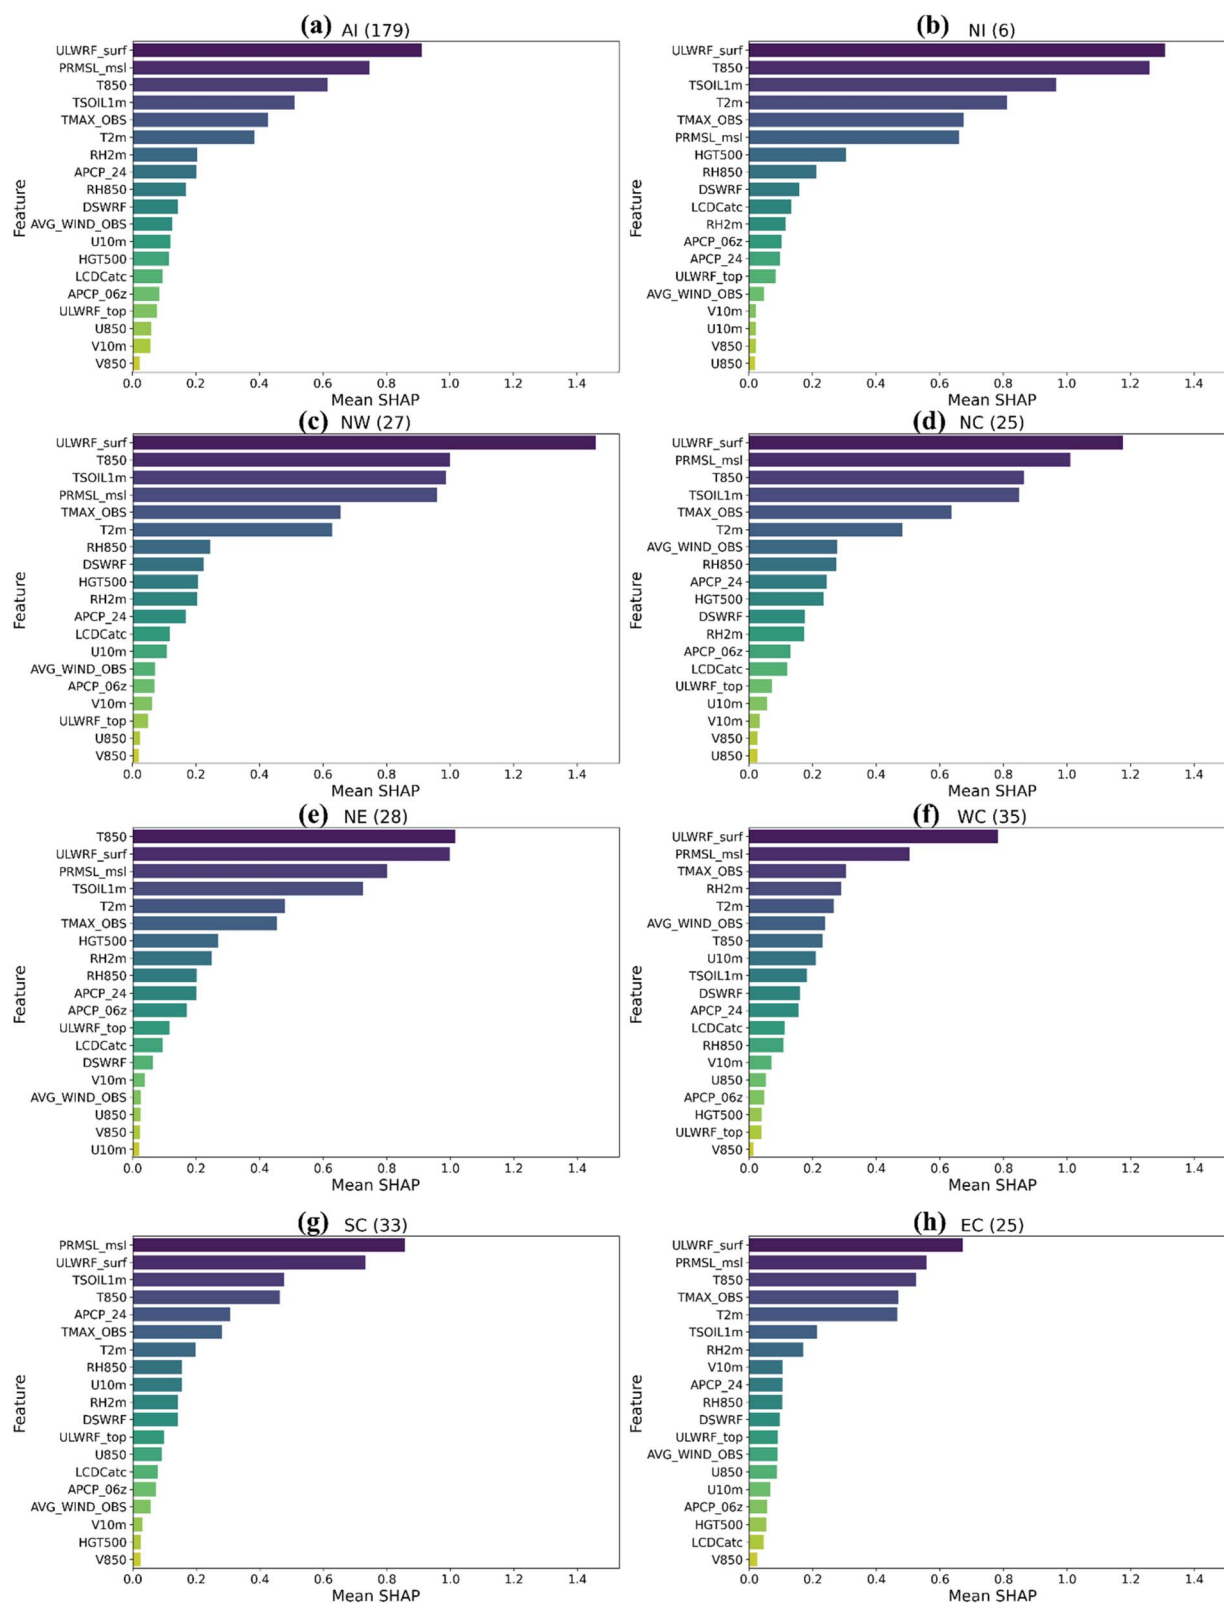 (a) AI (179)
ULWRF_surf
PRMSL_msl
T850
TSOIL1m
TMAX_OBS
T2m
RH2m
APCP_24
RH850
DSWRF
AVG_WIND_OBS
U10m
HGT500
LCDCatc
APCP_06z
ULWRF_top
U850
V10m
V850
Feature
0.0 0.2 0.4 0.6 0.8 1.0 1.2 1.4
Mean SHAP
(b) NI (6)
ULWRF_surf
T850
TSOIL1m
T2m
TMAX_OBS
PRMSL_msl
HGT500
RH850
DSWRF
LCDCatc
RH2m
APCP_06z
APCP_24
ULWRF_top
AVG_WIND_OBS
V10m
U10m
V850
U850
Feature
0.0 0.2 0.4 0.6 0.8 1.0 1.2 1.4
Mean SHAP
(c) NW (27)
ULWRF_surf
T850
TSOIL1m
PRMSL_msl
TMAX_OBS
T2m
RH850
DSWRF
HGT500
RH2m
APCP_24
LCDCatc
U10m
AVG_WIND_OBS
APCP_06z
V10m
ULWRF_top
U850
V850
Feature
0.0 0.2 0.4 0.6 0.8 1.0 1.2 1.4
Mean SHAP
(d) NC (25)
ULWRF_surf
PRMSL_msl
T850
TSOIL1m
TMAX_OBS
T2m
AVG_WIND_OBS
RH850
APCP_24
HGT500
DSWRF
RH2m
APCP_06z
LCDCatc
ULWRF_top
U10m
V10m
V850
U850
Feature
0.0 0.2 0.4 0.6 0.8 1.0 1.2 1.4
Mean SHAP
(e) NE (28)
T850
ULWRF_surf
PRMSL_msl
TSOIL1m
T2m
TMAX_OBS
HGT500
RH2m
RH850
APCP_24
APCP_06z
ULWRF_top
LCDCatc
DSWRF
V10m
AVG_WIND_OBS
U850
V850
U10m
Feature
0.0 0.2 0.4 0.6 0.8 1.0 1.2 1.4
Mean SHAP
(f) WC (35)
ULWRF_surf
PRMSL_msl
TMAX_OBS
RH2m
T2m
AVG_WIND_OBS
T850
U10m
TSOIL1m
DSWRF
APCP_24
LCDCatc
RH850
V10m
U850
APCP_06z
HGT500
ULWRF_top
V850
Feature
0.0 0.2 0.4 0.6 0.8 1.0 1.2 1.4
Mean SHAP
(g) SC (33)
PRMSL_msl
ULWRF_surf
TSOIL1m
T850
APCP_24
TMAX_OBS
T2m
RH850
U10m
RH2m
DSWRF
ULWRF_top
U850
LCDCatc
APCP_06z
AVG_WIND_OBS
V10m
HGT500
V850
Feature
0.0 0.2 0.4 0.6 0.8 1.0 1.2 1.4
Mean SHAP
(h) EC (25)
ULWRF_surf
PRMSL_msl
T850
TMAX_OBS
T2m
TSOIL1m
RH2m
V10m
APCP_24
RH850
DSWRF
ULWRF_top
AVG_WIND_OBS
U850
U10m
APCP_06z
HGT500
LCDCatc
V850
Feature
0.0 0.2 0.4 0.6 0.8 1.0 1.2 1.4
Mean SHAP